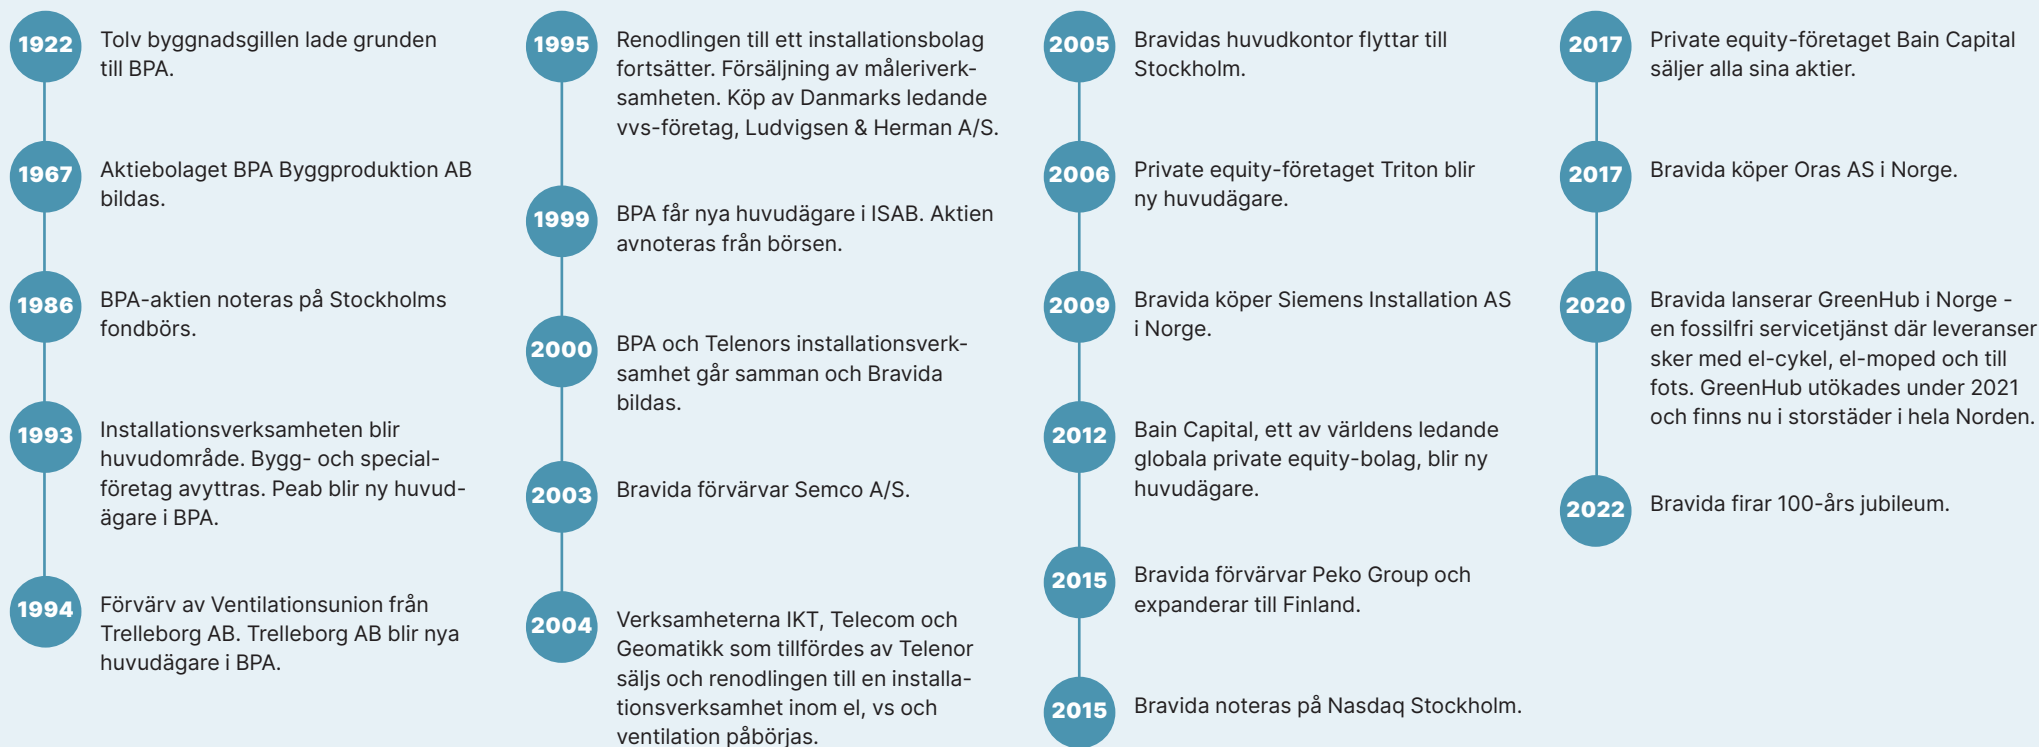 1922
Tolv byggnadsgillen lade grunden
till BPA.
1967
Aktiebolaget BPA Byggproduktion AB
bildas.
1986
BPA-aktien noteras på Stockholms
fondbörs.
1993
Installationsverksamheten blir
huvudområde. Bygg- och special-
företag avyttras. Peab blir ny huvud-
ägare i BPA.
1994
Förvärv av Ventilationsunion från
Trelleborg AB. Trelleborg AB blir nya
huvudägare i BPA.
1995
Renodlingen till ett installationsbolag
fortsätter. Försäljning av måleriverk-
samheten. Köp av Danmarks ledande
vvs-företag, Ludvigsen & Herman A/S.
1999
BPA får nya huvudägare i ISAB. Aktien
avnoteras från börsen.
2000
BPA och Telenors installationsverk-
samhet går samman och Bravida
bildas.
2003
Bravida förvärvar Semco A/S.
2004
Verksamheterna IKT, Telecom och
Geomatikk som tillfördes av Telenor
säljs och renodlingen till en installa-
tionsverksamhet inom el, vs och
ventilation påbörjas.
2005
Bravidas huvudkontor flyttar till
Stockholm.
2006
Private equity-företaget Triton blir
ny huvudägare.
2009
Bravida köper Siemens Installation AS
i Norge.
2012
Bain Capital, ett av världens ledande
globala private equity-bolag, blir ny
huvudägare.
2015
Bravida förvärvar Peko Group och
expanderar till Finland.
2015
Bravida noteras på Nasdaq Stockholm.
2017
Private equity-företaget Bain Capital
säljer alla sina aktier.
2017
Bravida köper Oras AS i Norge.
2020
Bravida lanserar GreenHub i Norge -
en fossilfri servicetjänst där leveranser
sker med el-cykel, el-moped och till
fots. GreenHub utökades under 2021
och finns nu i storstäder i hela Norden.
2022
Bravida firar 100-års jubileum.